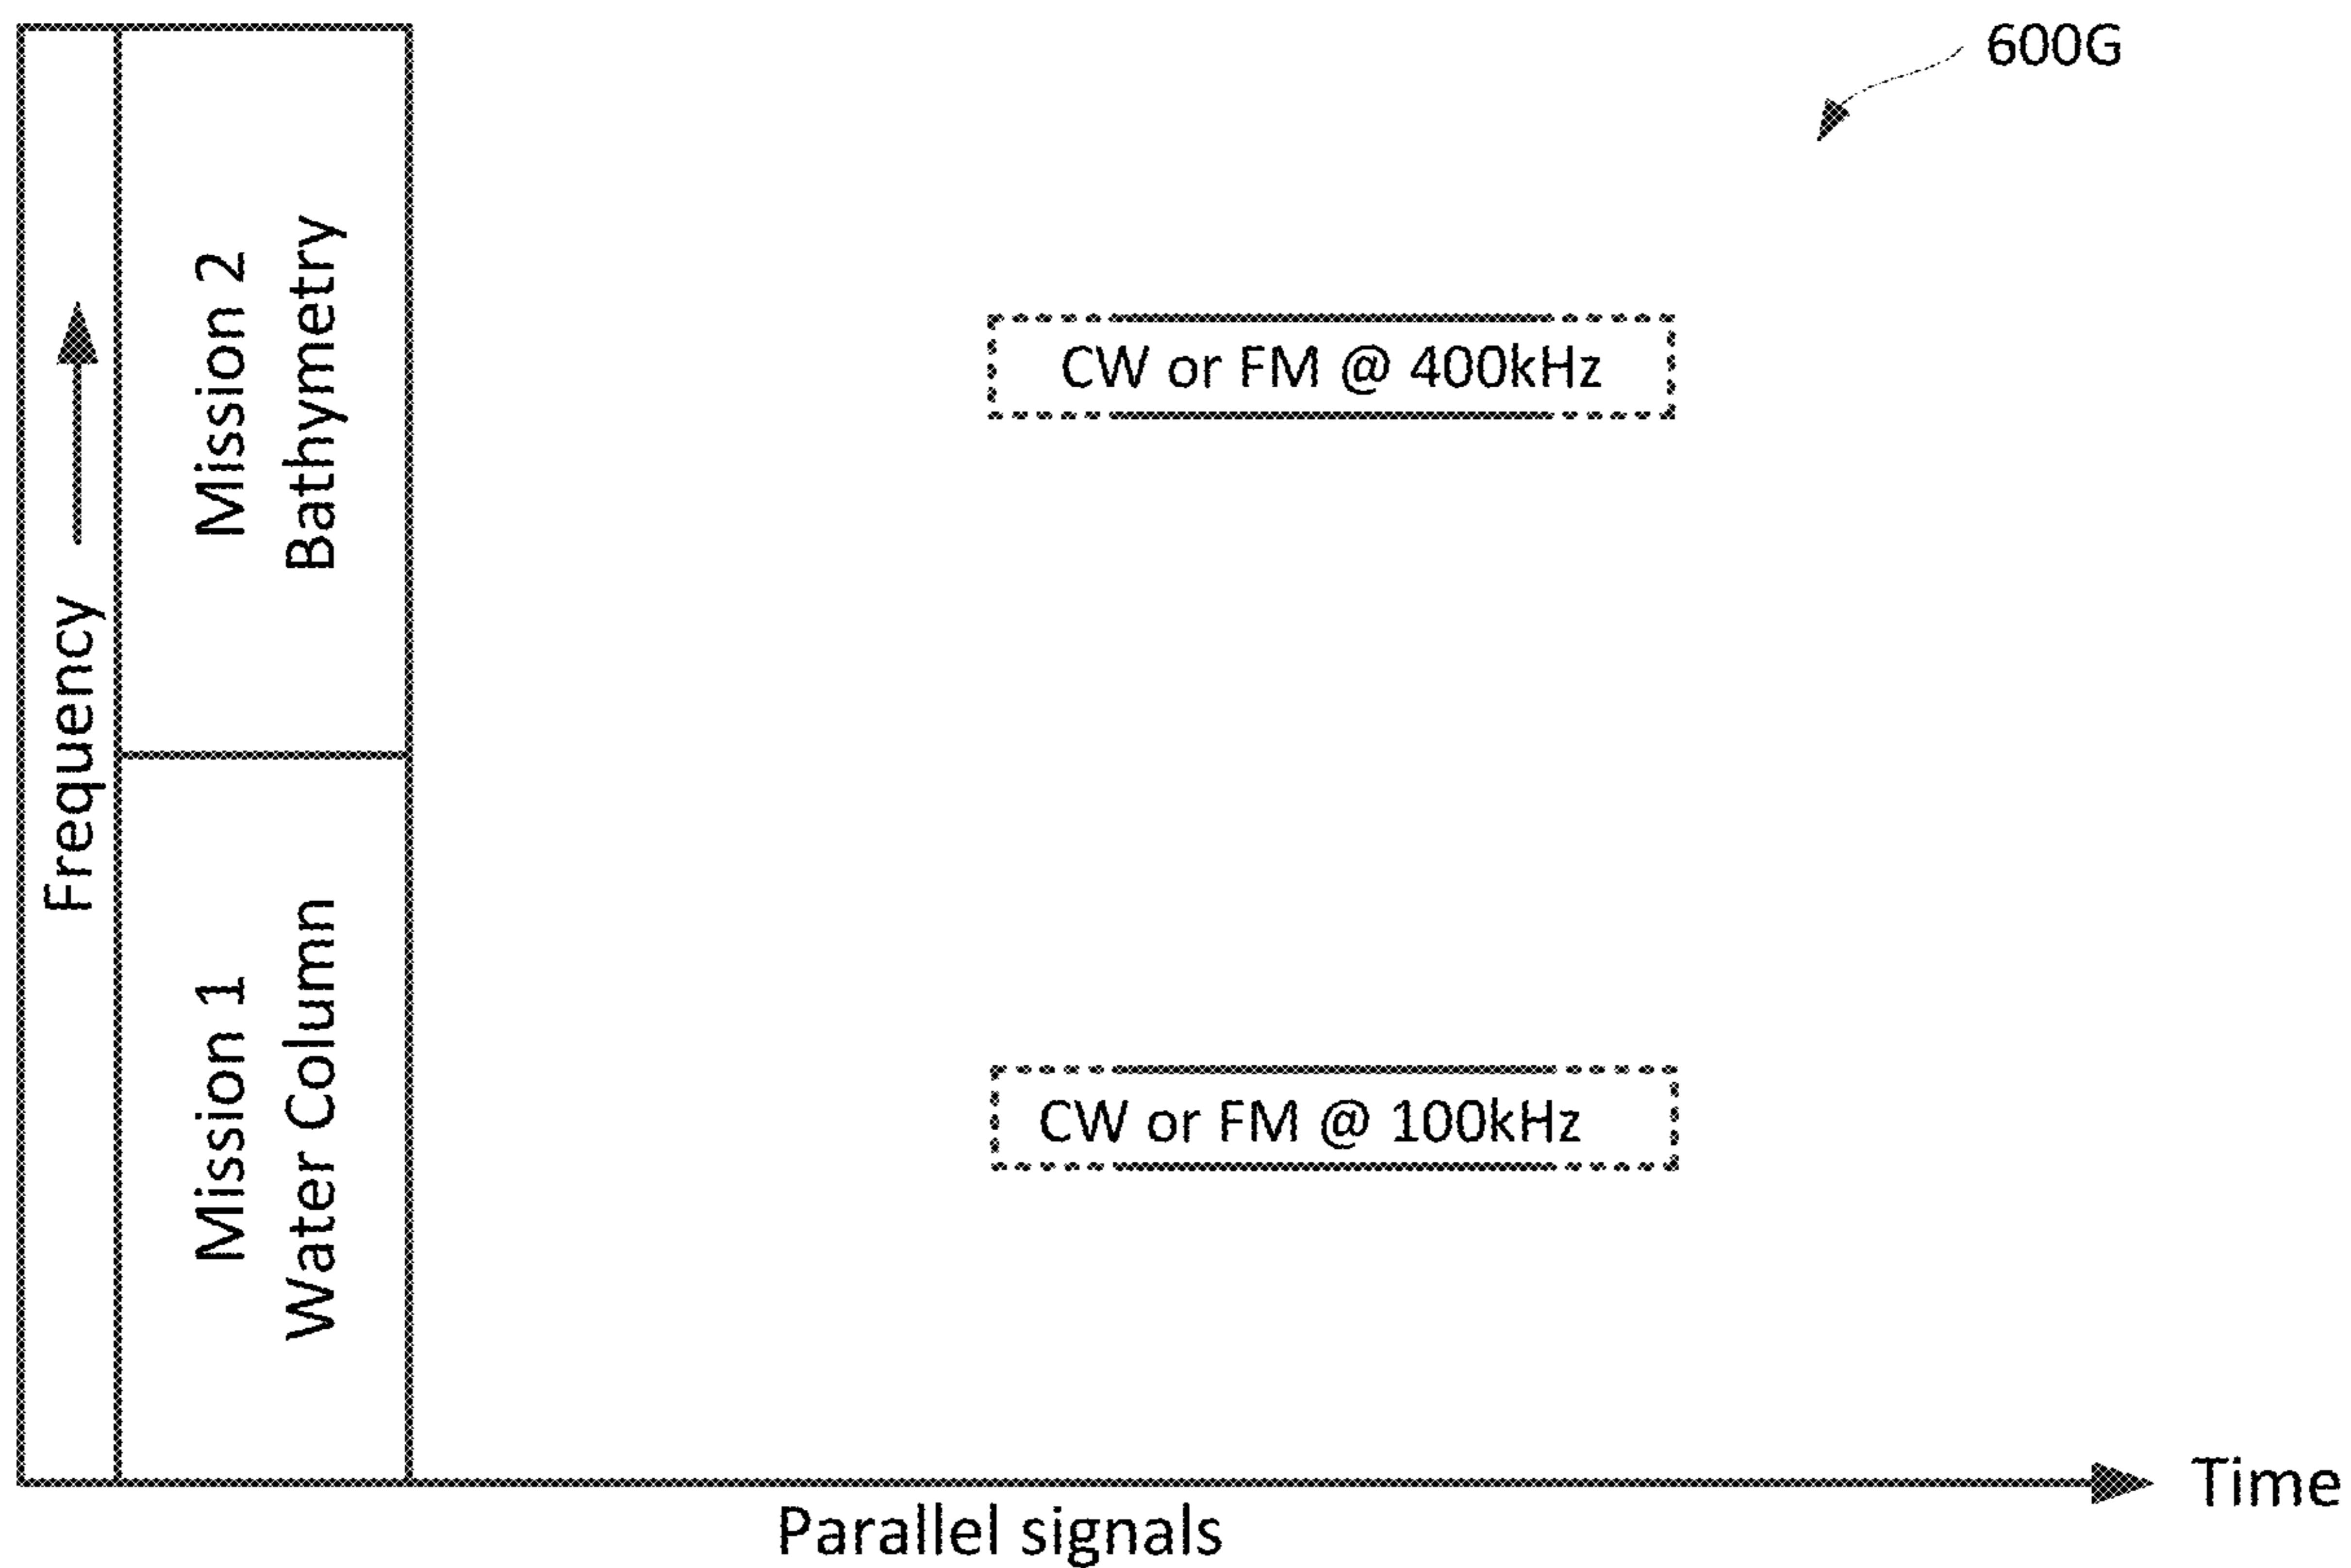 600G
Frequency
Mission 2
Bathymetry
CW or FM @ 400kHz
Mission 1
Water Column
CW or FM @ 100kHz
Time
Parallel signals